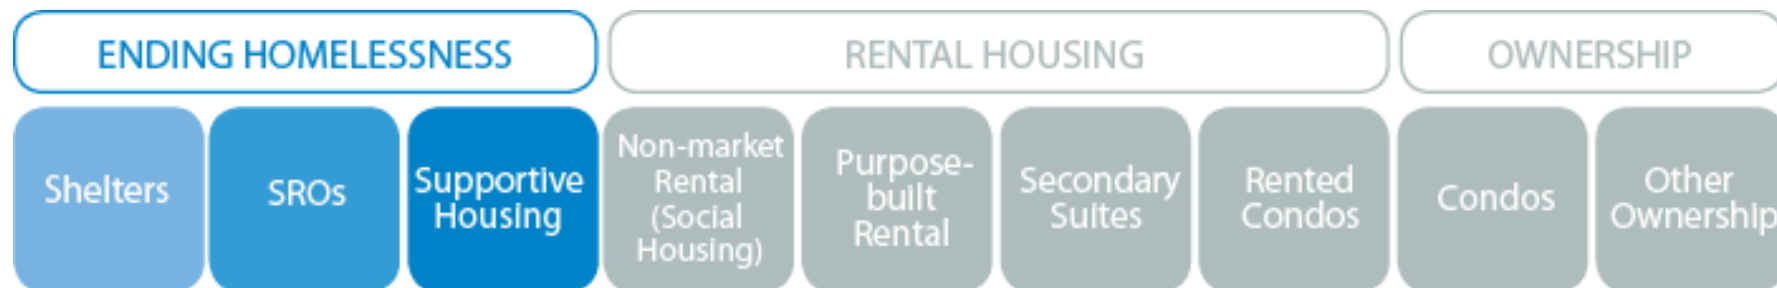 ENDING HOMELESSNESS
RENTAL HOUSING
OWNERSHIP
Shelters
SROs
Supportive
Housing
Non-market
Rental
(Social
Housing)
Purpose-
built
Rental
Secondary
Suites
Rented
Condos
Condos
Other
Ownership